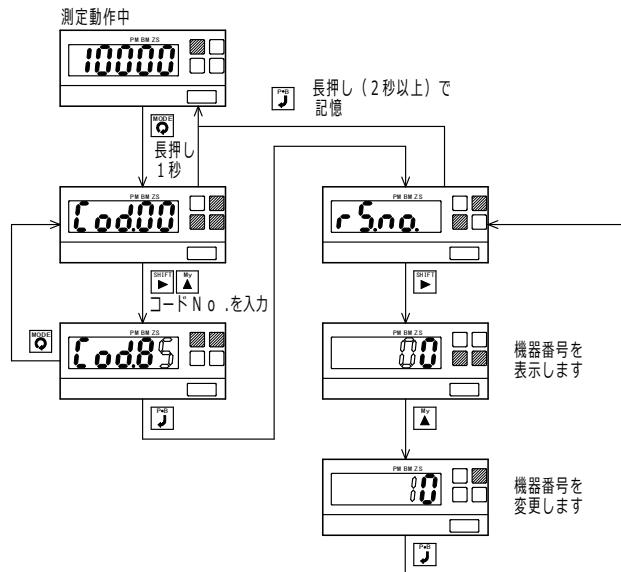 測定動作中
PM BM ZS
10000
P•B
長押し(2秒以上)で
記憶
MODE
長押し
1秒
PM BM ZS
Cod.00
PM BM ZS
r S.no.
SHIFT
My
コードNo.を入力
SHIFT
MODE
PM BM ZS
Cod.85
PM BM ZS
00
機器番号を
表示します
P•B
My
PM BM ZS
10
機器番号を
変更します
P•B